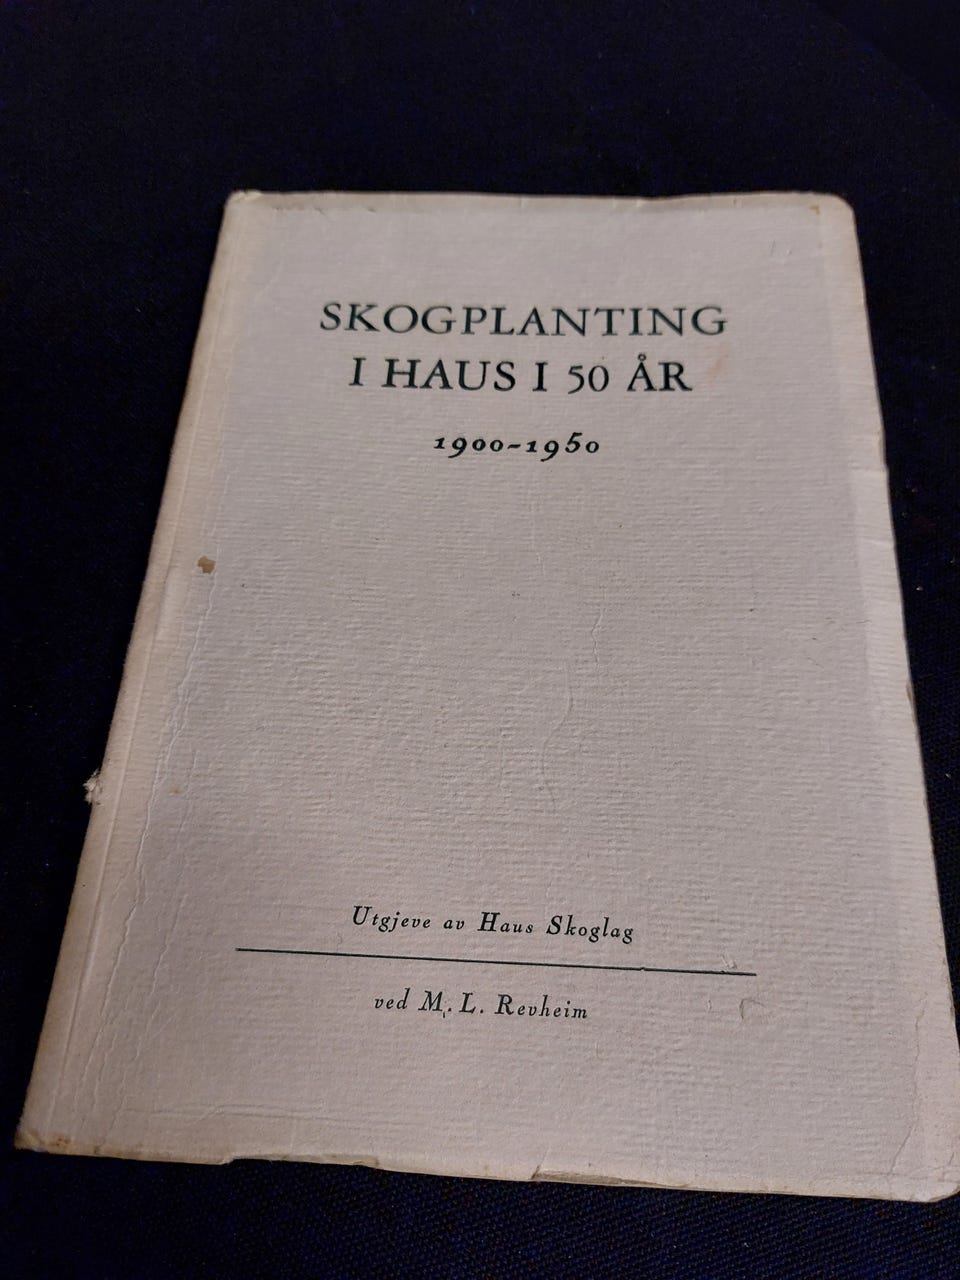 SKOGPLANTING
I HAUS I 50 ÅR
1900-1950
Utgjeve av Haus Skoglag
ved M. L. Revheim